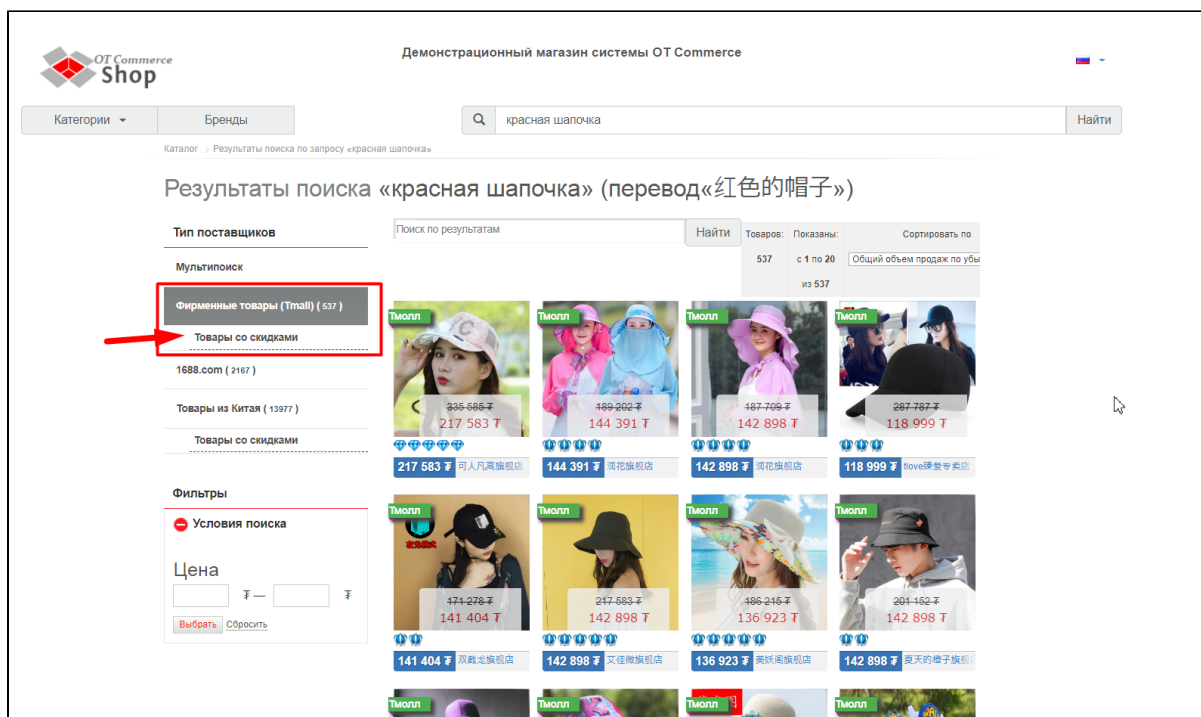 OT Commerce
Shop
Демонстрационный магазин системы OT Commerce
Категории
Бренды
красная шапочка
Найти
Каталог > Результаты поиска по запросу «красная шапочка»
Результаты поиска «красная шапочка» (перевод«红色的帽子»)
Тип поставщиков
Мультипоиск
Фирменные товары (Tmall) ( 537 )
Товары со скидками
1688.com ( 2167 )
Товары из Китая ( 13977 )
Товары со скидками
Фильтры
Условия поиска
Цена
₮ — ₮
Выбрать Сбросить
Поиск по результатам
Найти
Товаров:
537
Показаны:
с 1 по 20
из 537
Сортировать по
Общий объем продаж по убы
Тмолл
335 585 ₮
217 583 ₮
217 583 ₮ 可人凡高旗舰店
Тмолл
189 202 ₮
144 391 ₮
144 391 ₮ 润花旗舰店
Тмолл
187 709 ₮
142 898 ₮
142 898 ₮ 润花旗舰店
Тмолл
287 787 ₮
118 999 ₮
118 999 ₮ tlove臻爱专卖店
Тмолл
171 278 ₮
141 404 ₮
141 404 ₮ 双戴龙旗舰店
Тмолл
217 583 ₮
142 898 ₮
142 898 ₮ 艾佳微旗舰店
Тмолл
186 215 ₮
136 923 ₮
136 923 ₮ 美妖阁旗舰店
Тмолл
201 152 ₮
142 898 ₮
142 898 ₮ 夏天的橙子旗舰
Тмолл
Тмолл
Тмолл
Тмолл